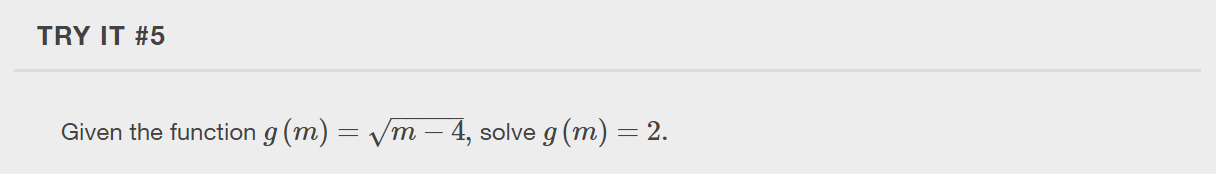 TRY IT #5
Given the function g (m) = √m − 4, solve g (m) = 2.